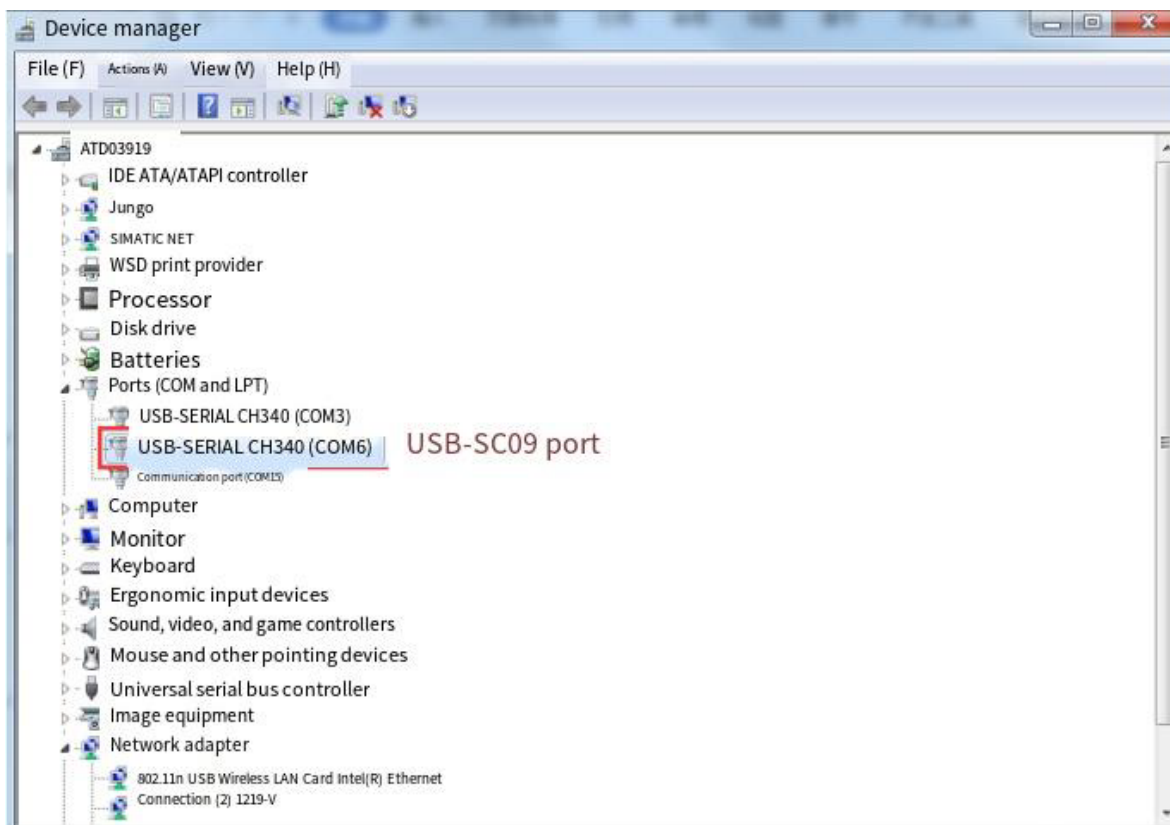 Device manager
File (F) Actions (A) View (V) Help (H)
ATD03919
IDE ATA/ATAPI controller
Jungo
SIMATIC NET
WSD print provider
Processor
Disk drive
Batteries
Ports (COM and LPT)
USB-SERIAL CH340 (COM3)
USB-SERIAL CH340 (COM6) USB-SC09 port
Communication port (COM15)
Computer
Monitor
Keyboard
Ergonomic input devices
Sound, video, and game controllers
Mouse and other pointing devices
Universal serial bus controller
Image equipment
Network adapter
802.11n USB Wireless LAN Card Intel(R) Ethernet
Connection (2) 1219-V